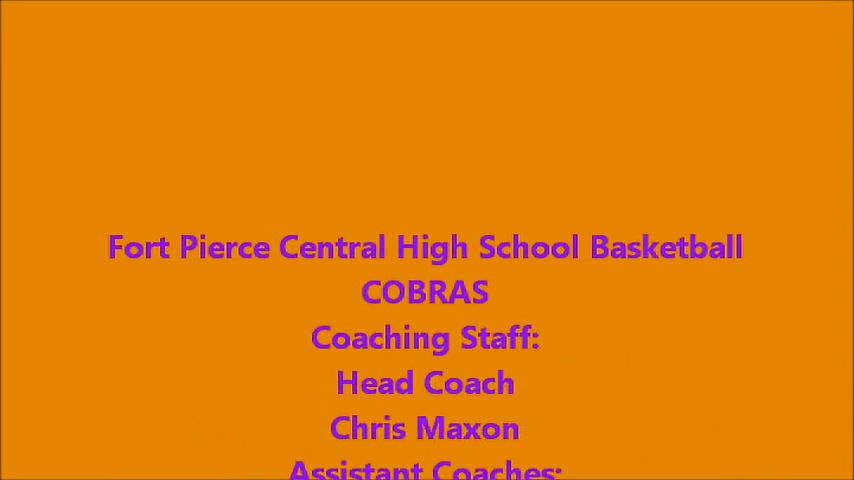 Fort Pierce Central High School Basketball
COBRAS
Coaching Staff:
Head Coach
Chris Maxon
Assistant Coaches: